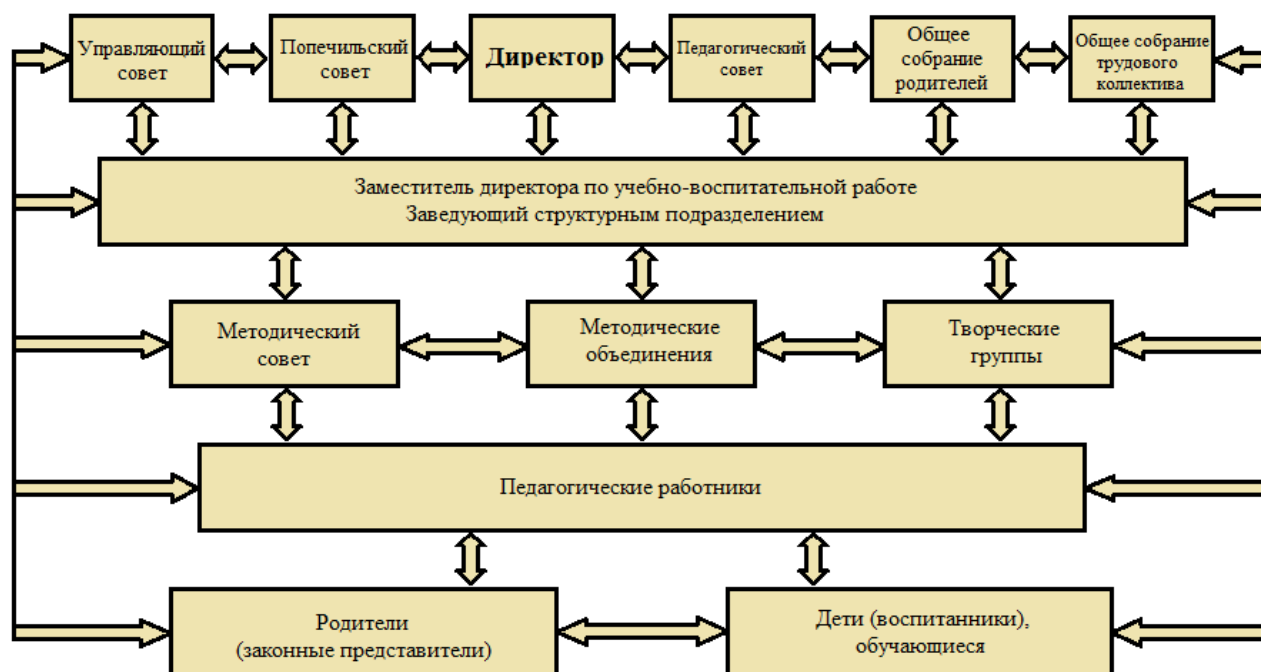 Управляющий
совет
Попечильский
совет
Директор
Педагогический
совет
Общее
собрание
родителей
Общее собрание
трудового
коллектива
Заместитель директора по учебно-воспитательной работе
Заведующий структурным подразделением
Методический
совет
Методические
объединения
Творческие
группы
Педагогические работники
Родители
(законные представители)
Дети (воспитанники),
обучающиеся